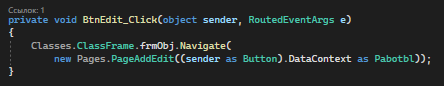 Ссылок: 1
private void BtnEdit_Click(object sender, RoutedEventArgs e)
{
Classes.ClassFrame.frmObj.Navigate(
new Pages.PageAddEdit((sender as Button).DataContext as Pabotbl));
}